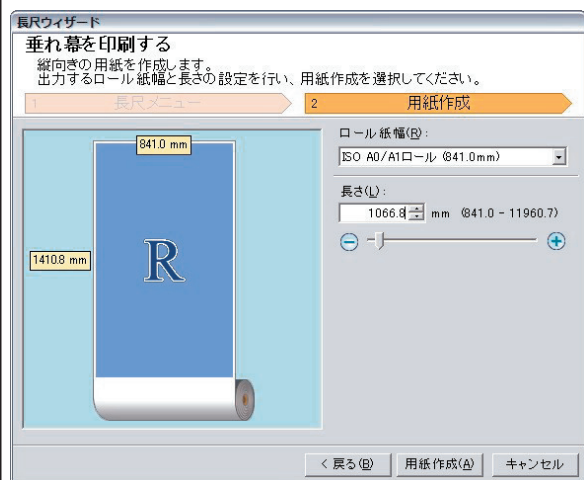 長尺ウィザード
垂れ幕を印刷する
縦向きの用紙を作成します。
出力するロール紙幅と長さの設定を行い、用紙作成を選択してください。
1 長尺メニュー
2 用紙作成
841.0 mm
1410.8 mm
R
ロール紙幅(R):
ISO A0/A1ロール (841.0mm)
長さ(L):
1066.8 mm (841.0 - 11960.7)
< 戻る(B)
用紙作成(A)
キャンセル